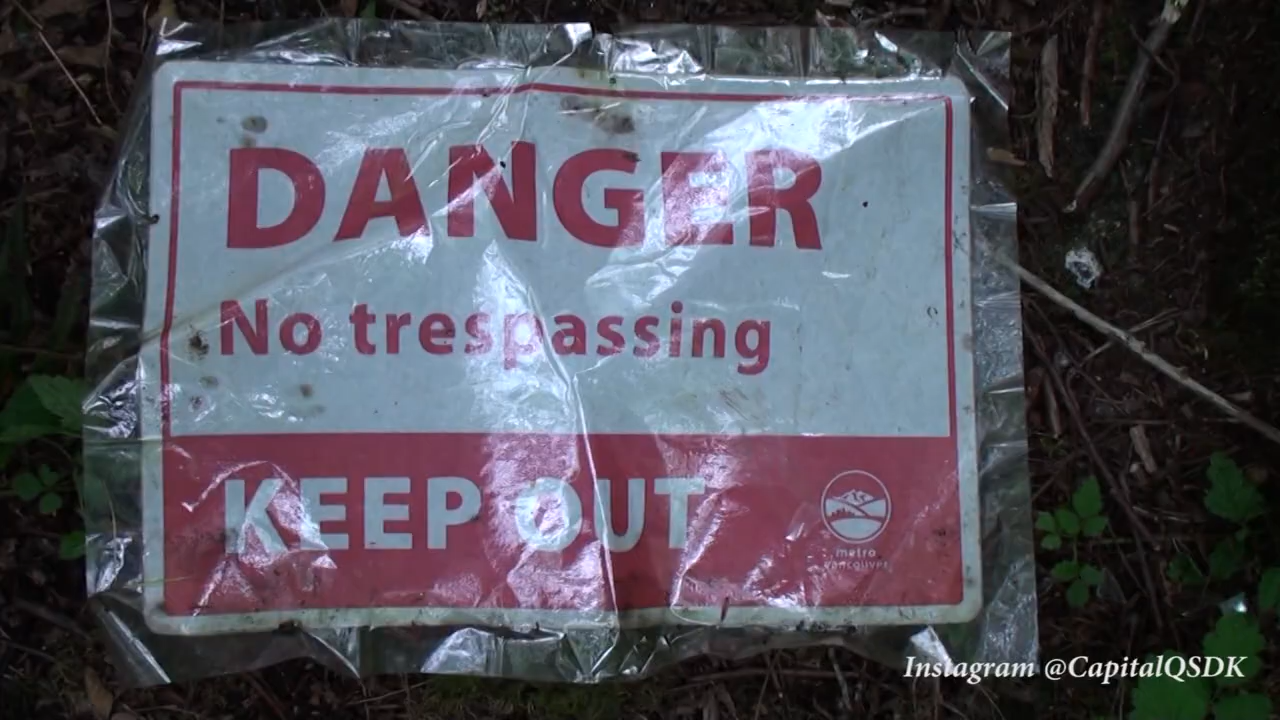 DANGER
No trespassing
KEEP OUT
metro
vancouver
Instagram @CapitalQSDK